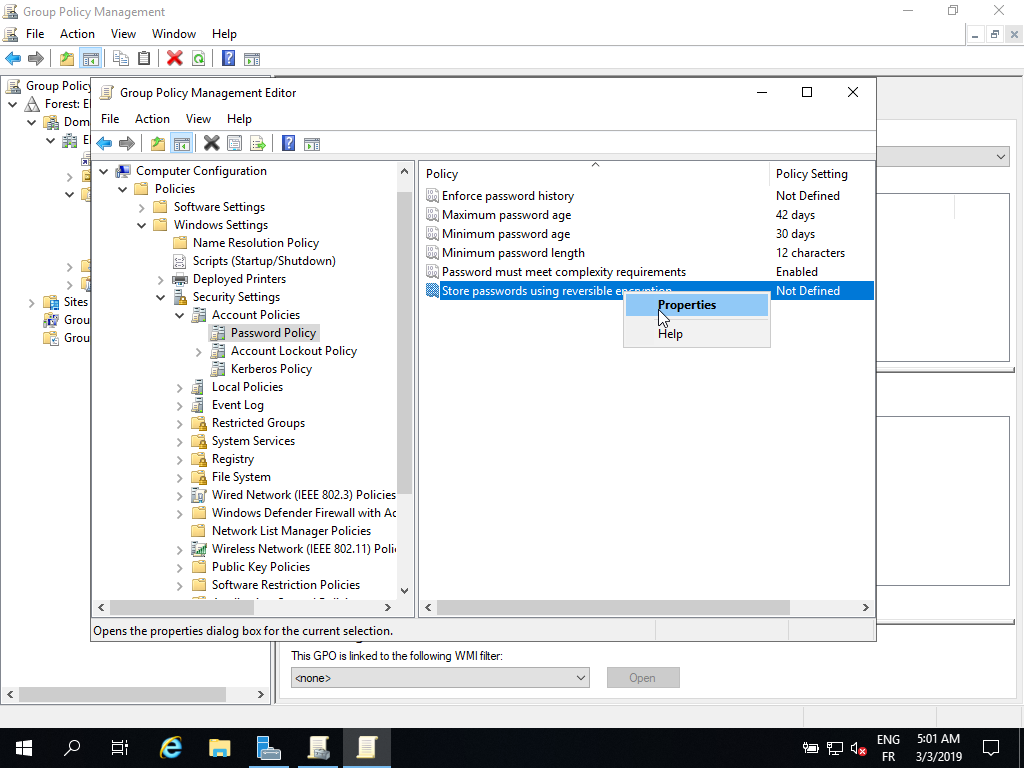 Group Policy Management
File Action View Window Help
Group Policy
Forest: E
Dom
E
Sites
Grou
Grou
Group Policy Management Editor
File Action View Help
Computer Configuration
Policies
Software Settings
Windows Settings
Name Resolution Policy
Scripts (Startup/Shutdown)
Deployed Printers
Security Settings
Account Policies
Password Policy
Account Lockout Policy
Kerberos Policy
Local Policies
Event Log
Restricted Groups
System Services
Registry
File System
Wired Network (IEEE 802.3) Policies
Windows Defender Firewall with Ac
Network List Manager Policies
Wireless Network (IEEE 802.11) Poli
Public Key Policies
Software Restriction Policies
Policy Policy Setting
Enforce password history Not Defined
Maximum password age 42 days
Minimum password age 30 days
Minimum password length 12 characters
Password must meet complexity requirements Enabled
Store passwords using reversible encryption Not Defined
Properties
Help
Opens the properties dialog box for the current selection.
This GPO is linked to the following WMI filter:
<none> Open
ENG 5:01 AM
FR 3/3/2019